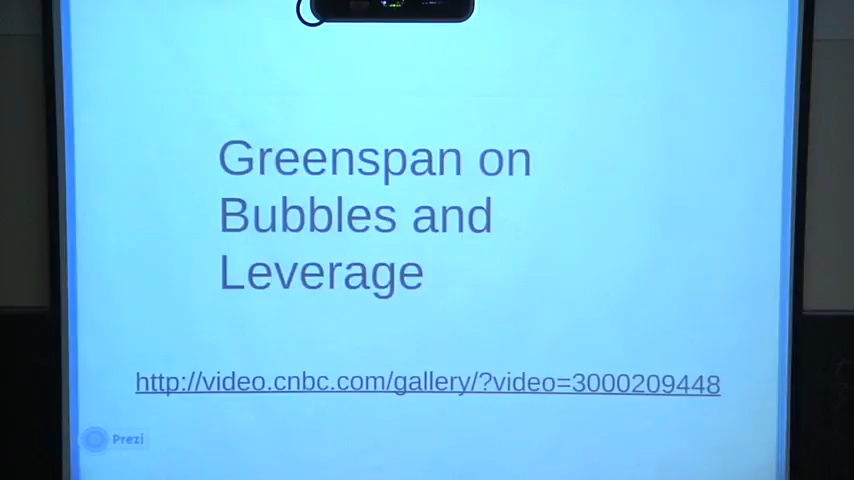 Greenspan on
Bubbles and
Leverage
http://video.cnbc.com/gallery/?video=3000209448
Prezi